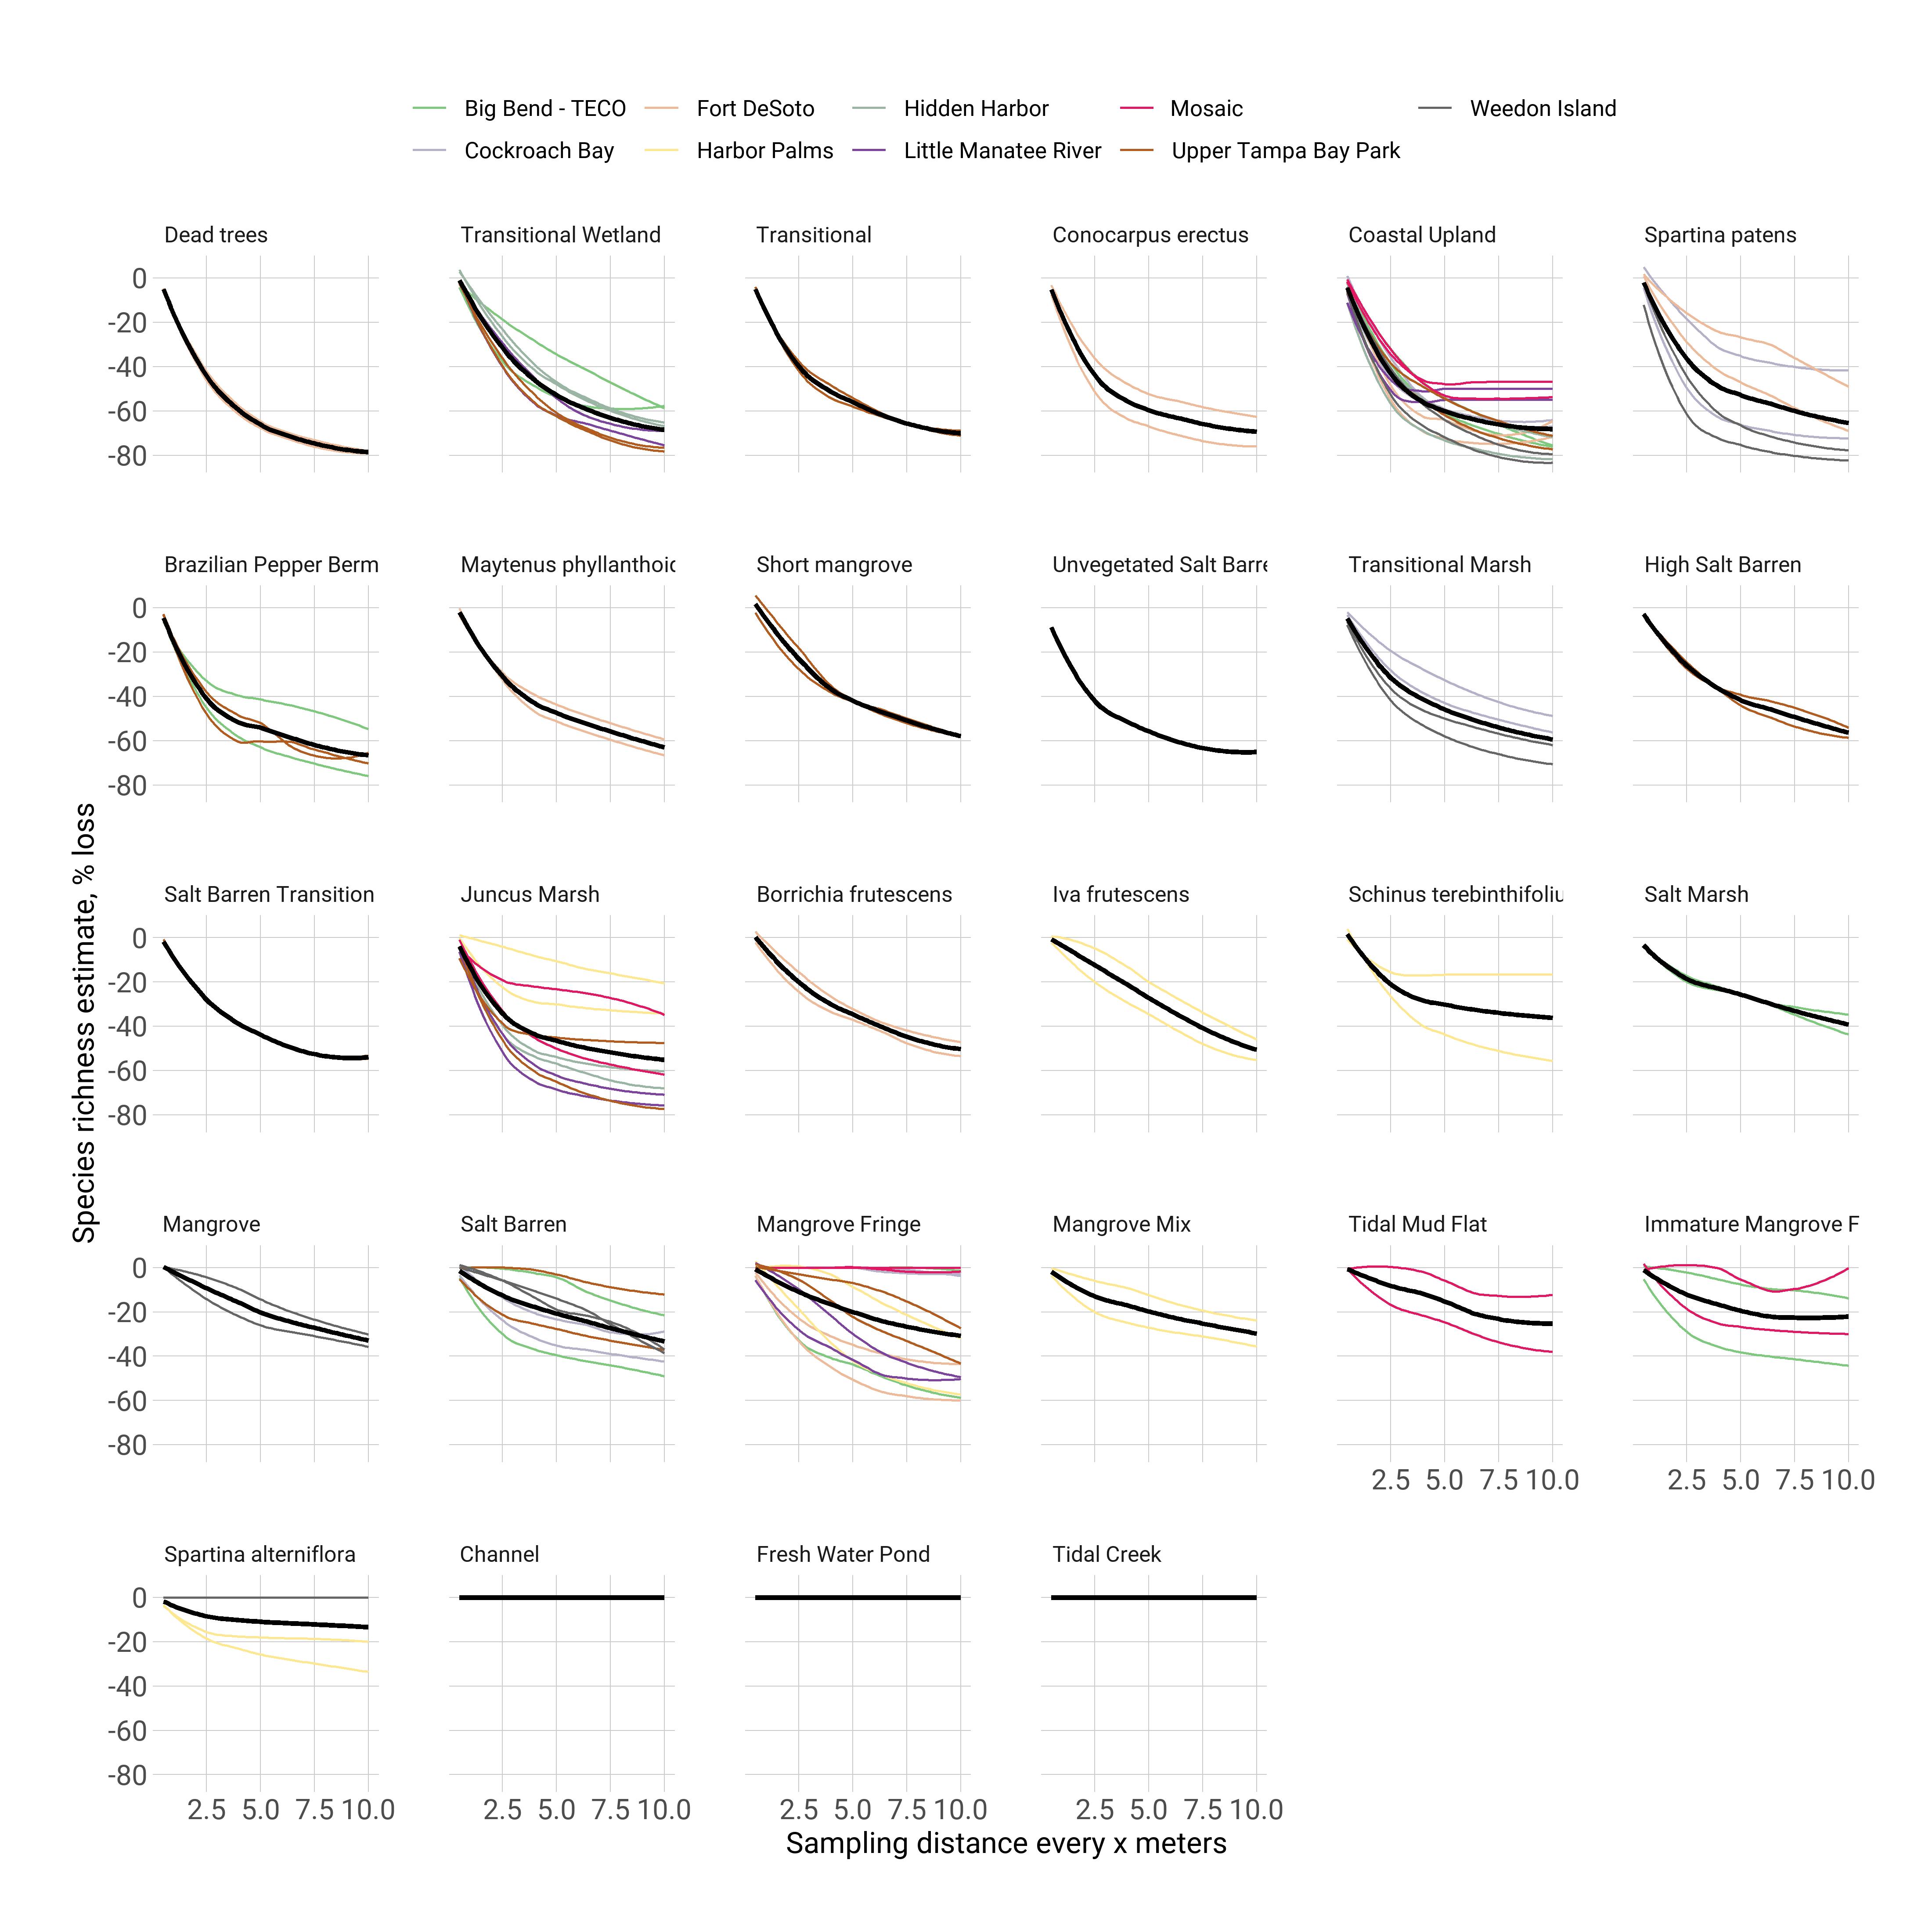 Big Bend - TECO Fort DeSoto Hidden Harbor Mosaic Weedon Island
Cockroach Bay Harbor Palms Little Manatee River Upper Tampa Bay Park
Dead trees Transitional Wetland Transitional Conocarpus erectus Coastal Upland Spartina patens
0
-20
-40
-60
-80
Brazilian Pepper Berm Maytenus phyllanthoid Short mangrove Unvegetated Salt Barre Transitional Marsh High Salt Barren
0
-20
-40
-60
-80
Species richness estimate, % loss
Salt Barren Transition Juncus Marsh Borrichia frutescens Iva frutescens Schinus terebinthifoliu Salt Marsh
0
-20
-40
-60
-80
Mangrove Salt Barren Mangrove Fringe Mangrove Mix Tidal Mud Flat Immature Mangrove F
0
-20
-40
-60
-80
2.5 5.0 7.5 10.0 2.5 5.0 7.5 10.0
Spartina alterniflora Channel Fresh Water Pond Tidal Creek
0
-20
-40
-60
-80
2.5 5.0 7.5 10.0 2.5 5.0 7.5 10.0 2.5 5.0 7.5 10.0 2.5 5.0 7.5 10.0
Sampling distance every x meters